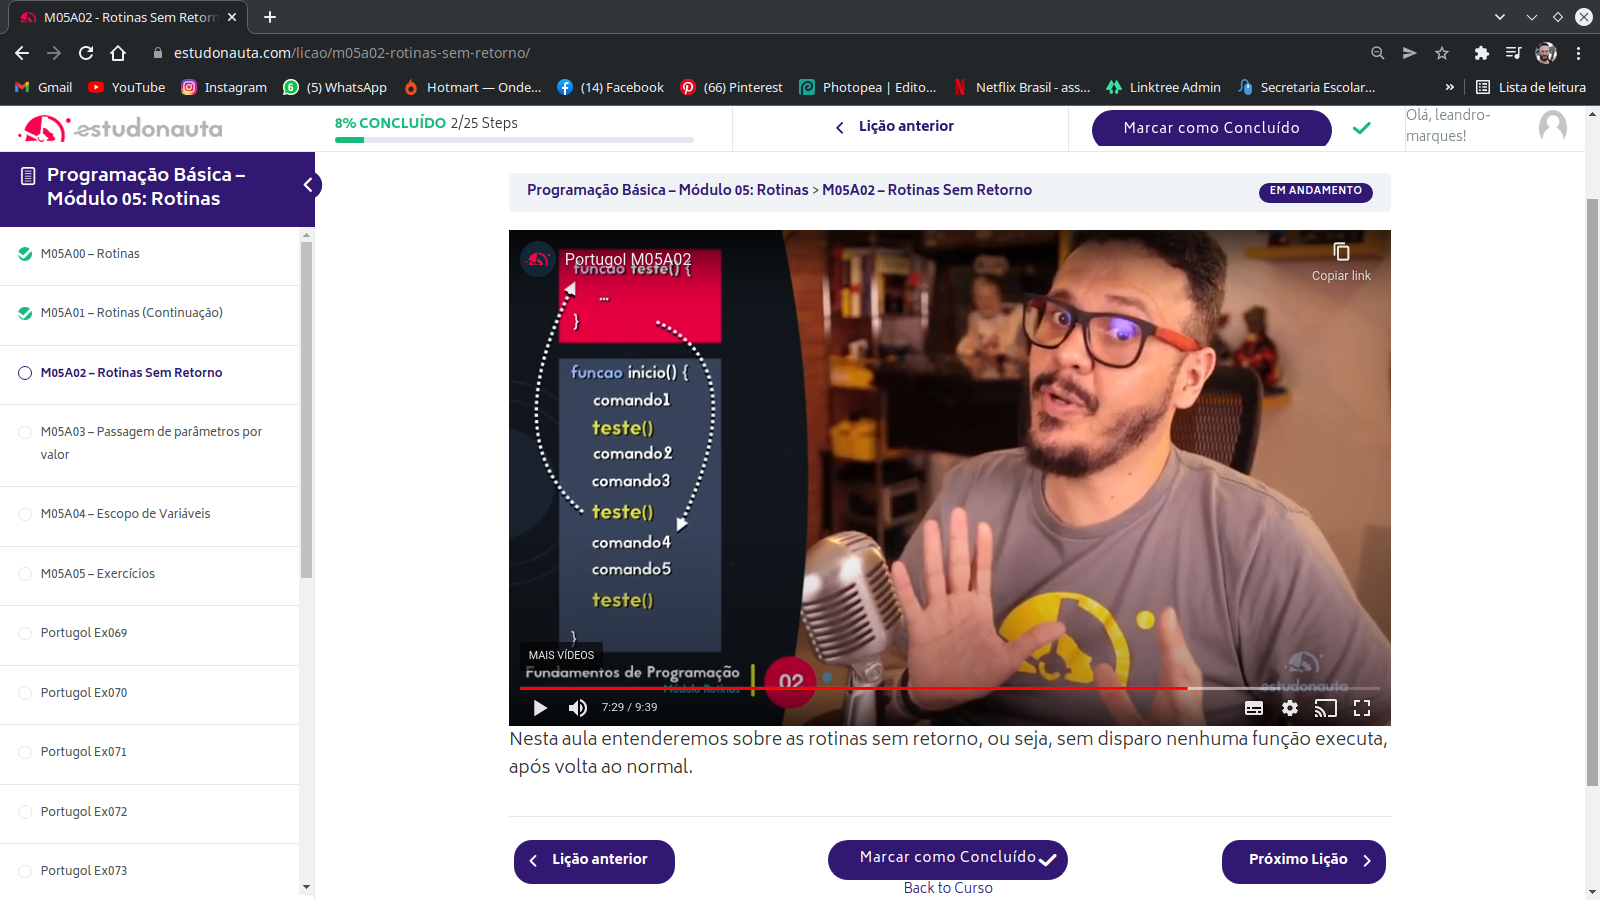 M05A02 - Rotinas Sem Retorn
estudonauta.com/licao/m05a02-rotinas-sem-retorno/
Gmail
YouTube
Instagram
6
(5) WhatsApp
Hotmart — Onde...
(14) Facebook
(66) Pinterest
Photopea | Edito...
Netflix Brasil - ass...
Linktree Admin
Secretaria Escolar...
»
Lista de leitura
estudonauta
8% CONCLUÍDO 2/25 Steps
Lição anterior
Marcar como Concluído
Olá, leandro-
marques!
Programação Básica –
Módulo 05: Rotinas
M05A00 – Rotinas
M05A01 – Rotinas (Continuação)
M05A02 – Rotinas Sem Retorno
M05A03 – Passagem de parâmetros por
valor
M05A04 – Escopo de Variáveis
M05A05 – Exercícios
Portugol Ex069
Portugol Ex070
Portugol Ex071
Portugol Ex072
Portugol Ex073
Programação Básica – Módulo 05: Rotinas > M05A02 – Rotinas Sem Retorno
EM ANDAMENTO
Portugol M05A02
Copiar link
funcao teste() {
...
}
funcao inicio() {
comando1
teste()
comando2
comando3
teste()
comando4
comando5
teste()
}
MAIS VÍDEOS
Fundamentos de Programação
Módulo Rotinas
02
estudonauta
7:29 / 9:39
Nesta aula entenderemos sobre as rotinas sem retorno, ou seja, sem disparo nenhuma função executa,
após volta ao normal.
Lição anterior
Marcar como Concluído
Próximo Lição
Back to Curso